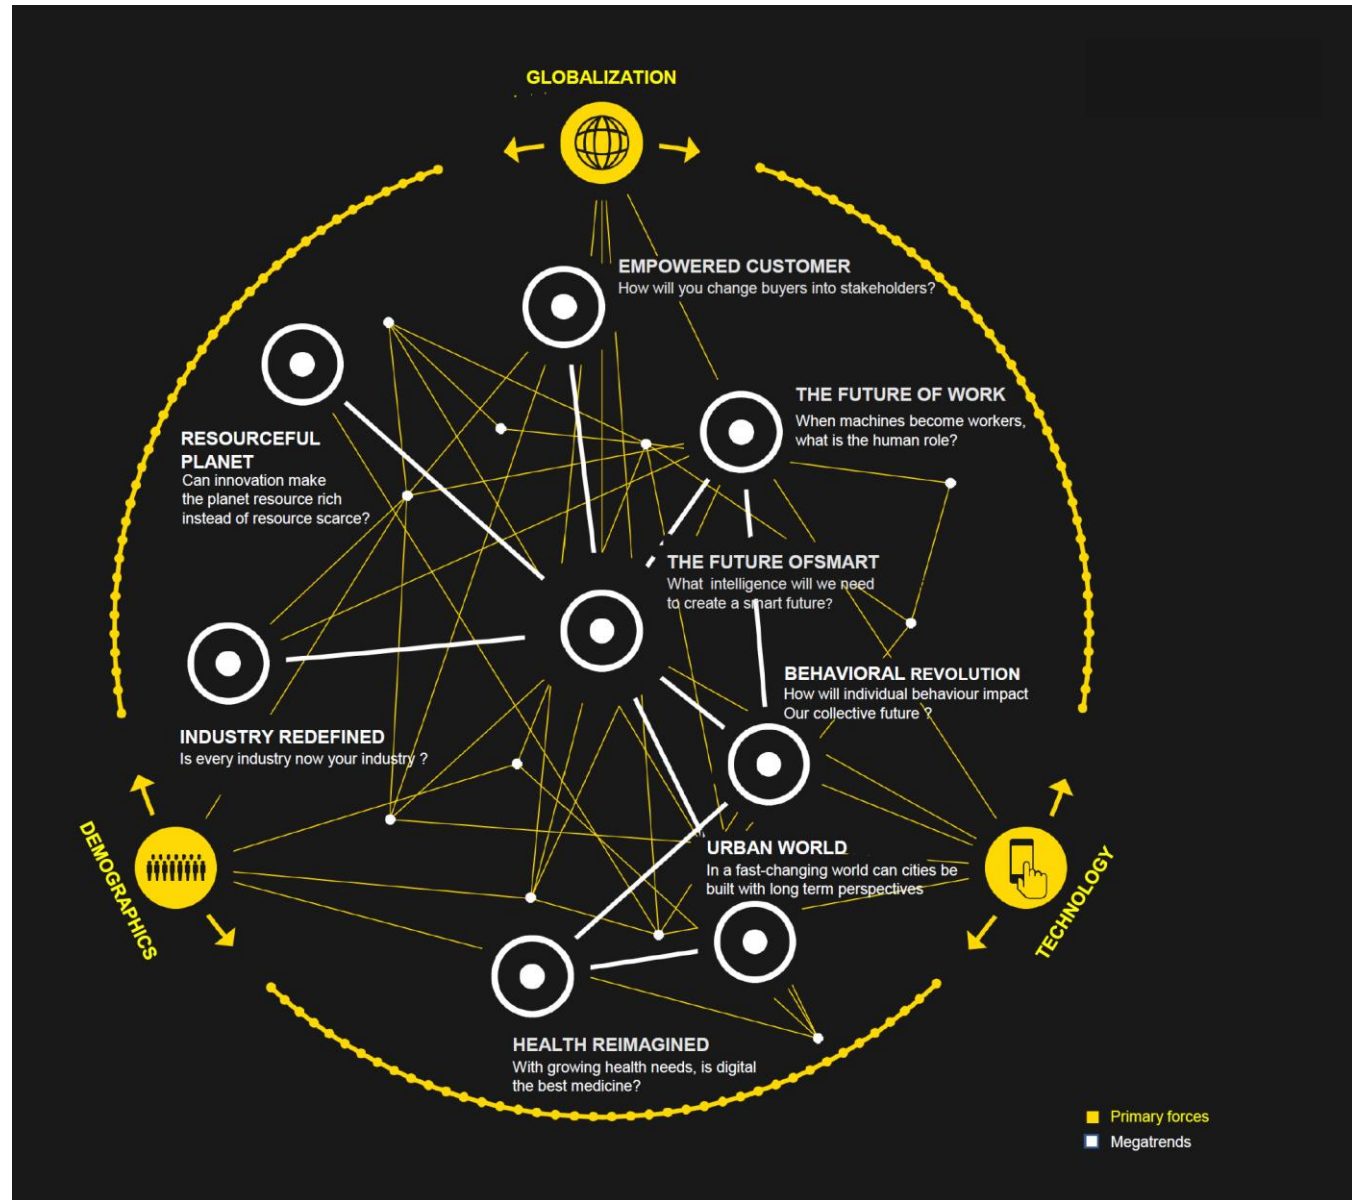 GLOBALIZATION
EMPOWERED CUSTOMER
How will you change buyers into stakeholders?
THE FUTURE OF WORK
When machines become workers,
what is the human role?
RESOURCEFUL
PLANET
Can innovation make
the planet resource rich
instead of resource scarce?
THE FUTURE OFSMART
What intelligence will we need
to create a smart future?
BEHAVIORAL REVOLUTION
How will individual behaviour impact
Our collective future ?
INDUSTRY REDEFINED
Is every industry now your industry ?
DEMOGRAPHICS
URBAN WORLD
In a fast-changing world can cities be
built with long term perspectives
TECHNOLOGY
HEALTH REIMAGINED
With growing health needs, is digital
the best medicine?
Primary forces
Megatrends